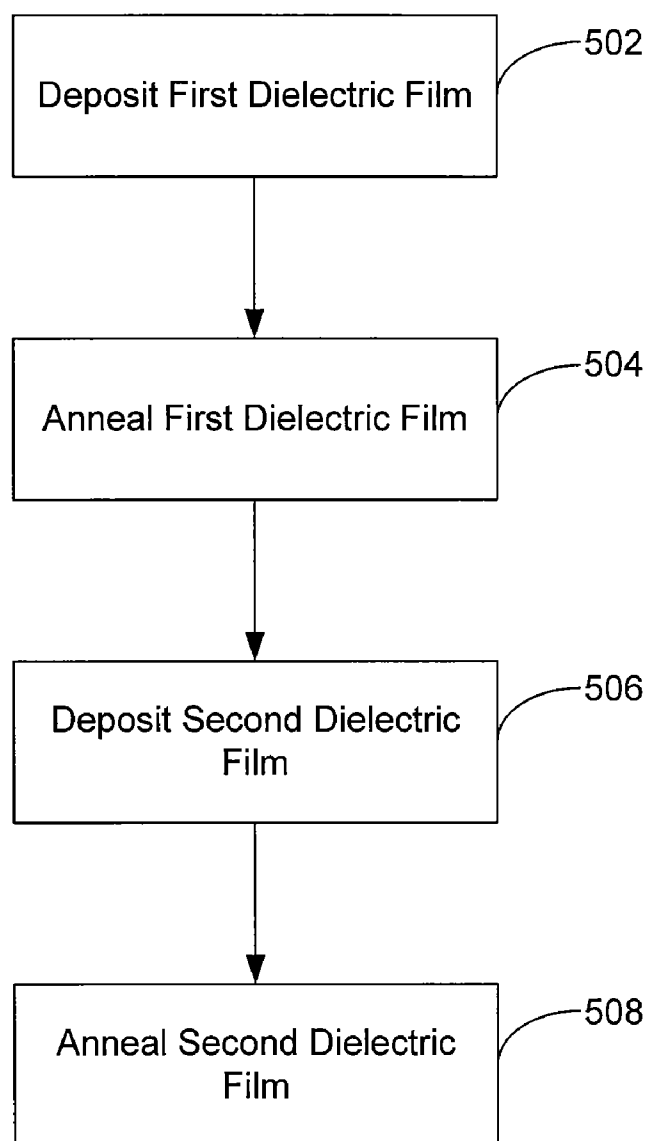 502
Deposit First Dielectric Film
504
Anneal First Dielectric Film
506
Deposit Second Dielectric
Film
508
Anneal Second Dielectric
Film